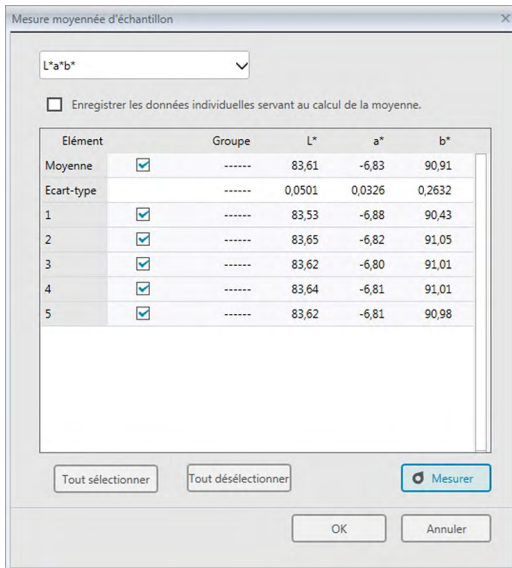 Mesure moyennée d'échantillon
L*a*b*
Enregistrer les données individuelles servant au calcul de la moyenne.
Elément Groupe L* a* b*
Moyenne ------ 83,61 -6,83 90,91
Ecart-type ------ 0,0501 0,0326 0,2632
1 ------ 83,53 -6,88 90,43
2 ------ 83,65 -6,82 91,05
3 ------ 83,62 -6,80 91,01
4 ------ 83,64 -6,81 91,01
5 ------ 83,62 -6,81 90,98
Tout sélectionner Tout désélectionner Mesurer
OK Annuler